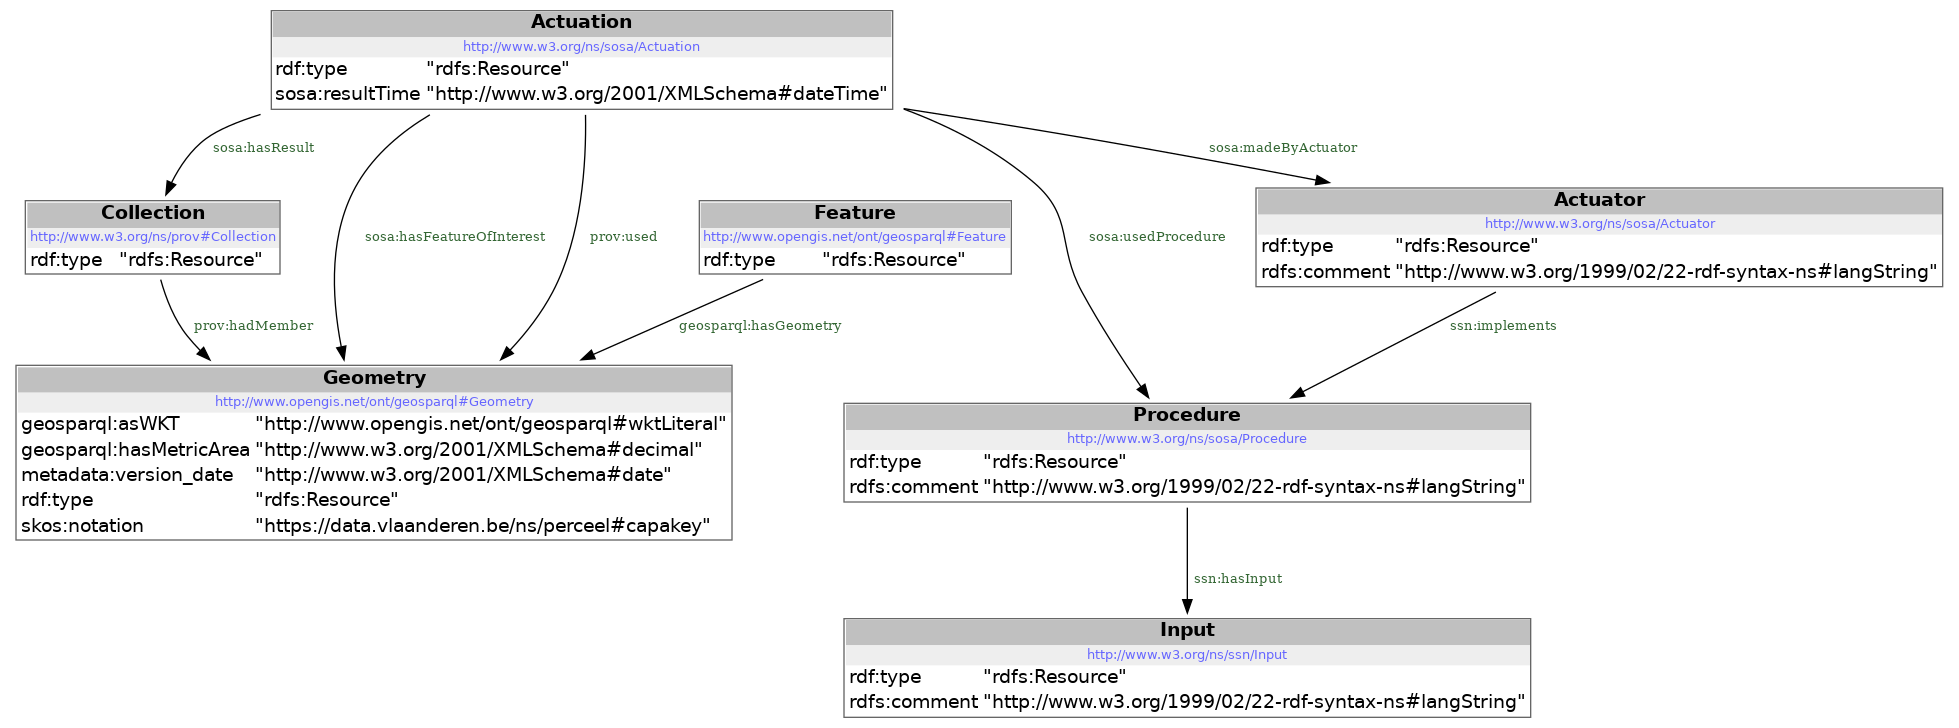 Actuation
http://www.w3.org/ns/sosa/Actuation
rdf:type "rdfs:Resource"
sosa:resultTime "http://www.w3.org/2001/XMLSchema#dateTime"
sosa:hasResult
sosa:madeByActuator
Collection
http://www.w3.org/ns/prov#Collection
rdf:type "rdfs:Resource"
sosa:hasFeatureOfInterest
prov:used
Feature
http://www.opengis.net/ont/geosparql#Feature
rdf:type "rdfs:Resource"
sosa:usedProcedure
Actuator
http://www.w3.org/ns/sosa/Actuator
rdf:type "rdfs:Resource"
rdfs:comment "http://www.w3.org/1999/02/22-rdf-syntax-ns#langString"
prov:hadMember
geosparql:hasGeometry
ssn:implements
Geometry
http://www.opengis.net/ont/geosparql#Geometry
geosparql:asWKT "http://www.opengis.net/ont/geosparql#wktLiteral"
geosparql:hasMetricArea "http://www.w3.org/2001/XMLSchema#decimal"
metadata:version_date "http://www.w3.org/2001/XMLSchema#date"
rdf:type "rdfs:Resource"
skos:notation "https://data.vlaanderen.be/ns/perceel#capakey"
Procedure
http://www.w3.org/ns/sosa/Procedure
rdf:type "rdfs:Resource"
rdfs:comment "http://www.w3.org/1999/02/22-rdf-syntax-ns#langString"
ssn:hasInput
Input
http://www.w3.org/ns/ssn/Input
rdf:type "rdfs:Resource"
rdfs:comment "http://www.w3.org/1999/02/22-rdf-syntax-ns#langString"